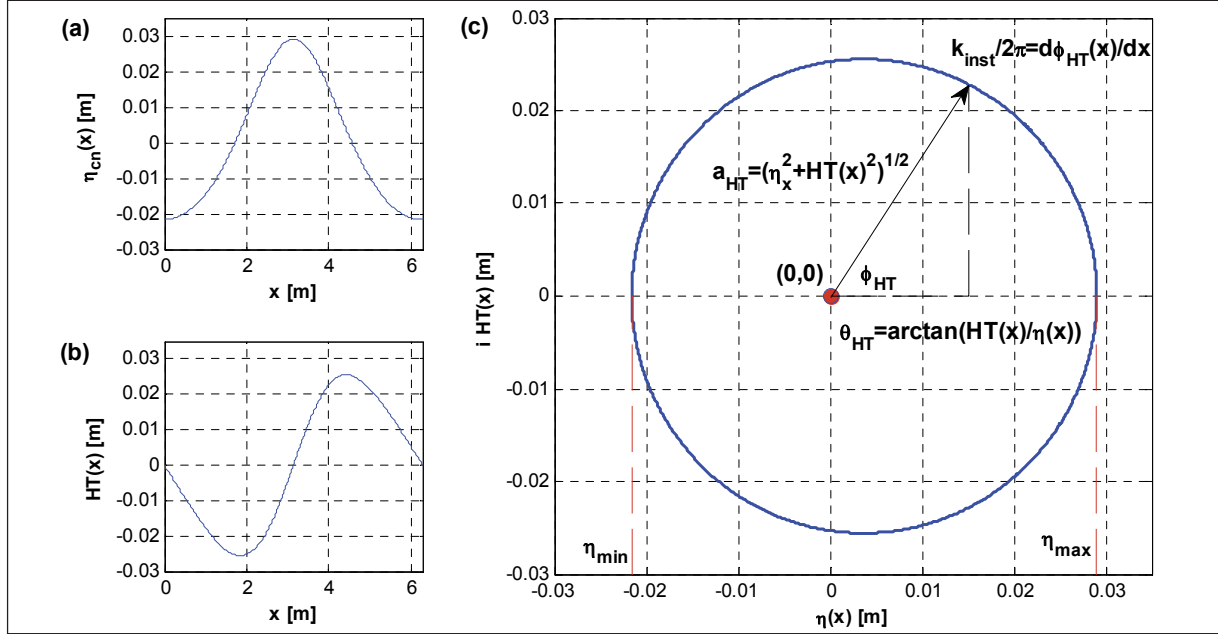 (a)
0.03
0.02
0.01
0
-0.01
-0.02
0.03
η_cn(x) [m]
0 2 4 6
x [m]
(b)
0.03
0.02
0.01
0
-0.01
-0.02
-0.03
HT(x) [m]
0 2 4 6
x [m]
(c)
0.03
0.02
0.01
0
-0.01
-0.02
-0.03
i HT(x) [m]
k_inst/2π=dϕ_HT(x)/dx
a_HT=(η_x^2+HT(x)^2)^1/2
(0,0)
ϕ_HT
θ_HT=arctan(HT(x)/η(x))
η_min
η_max
-0.03 -0.02 -0.01 0 0.01 0.02 0.03
η(x) [m]